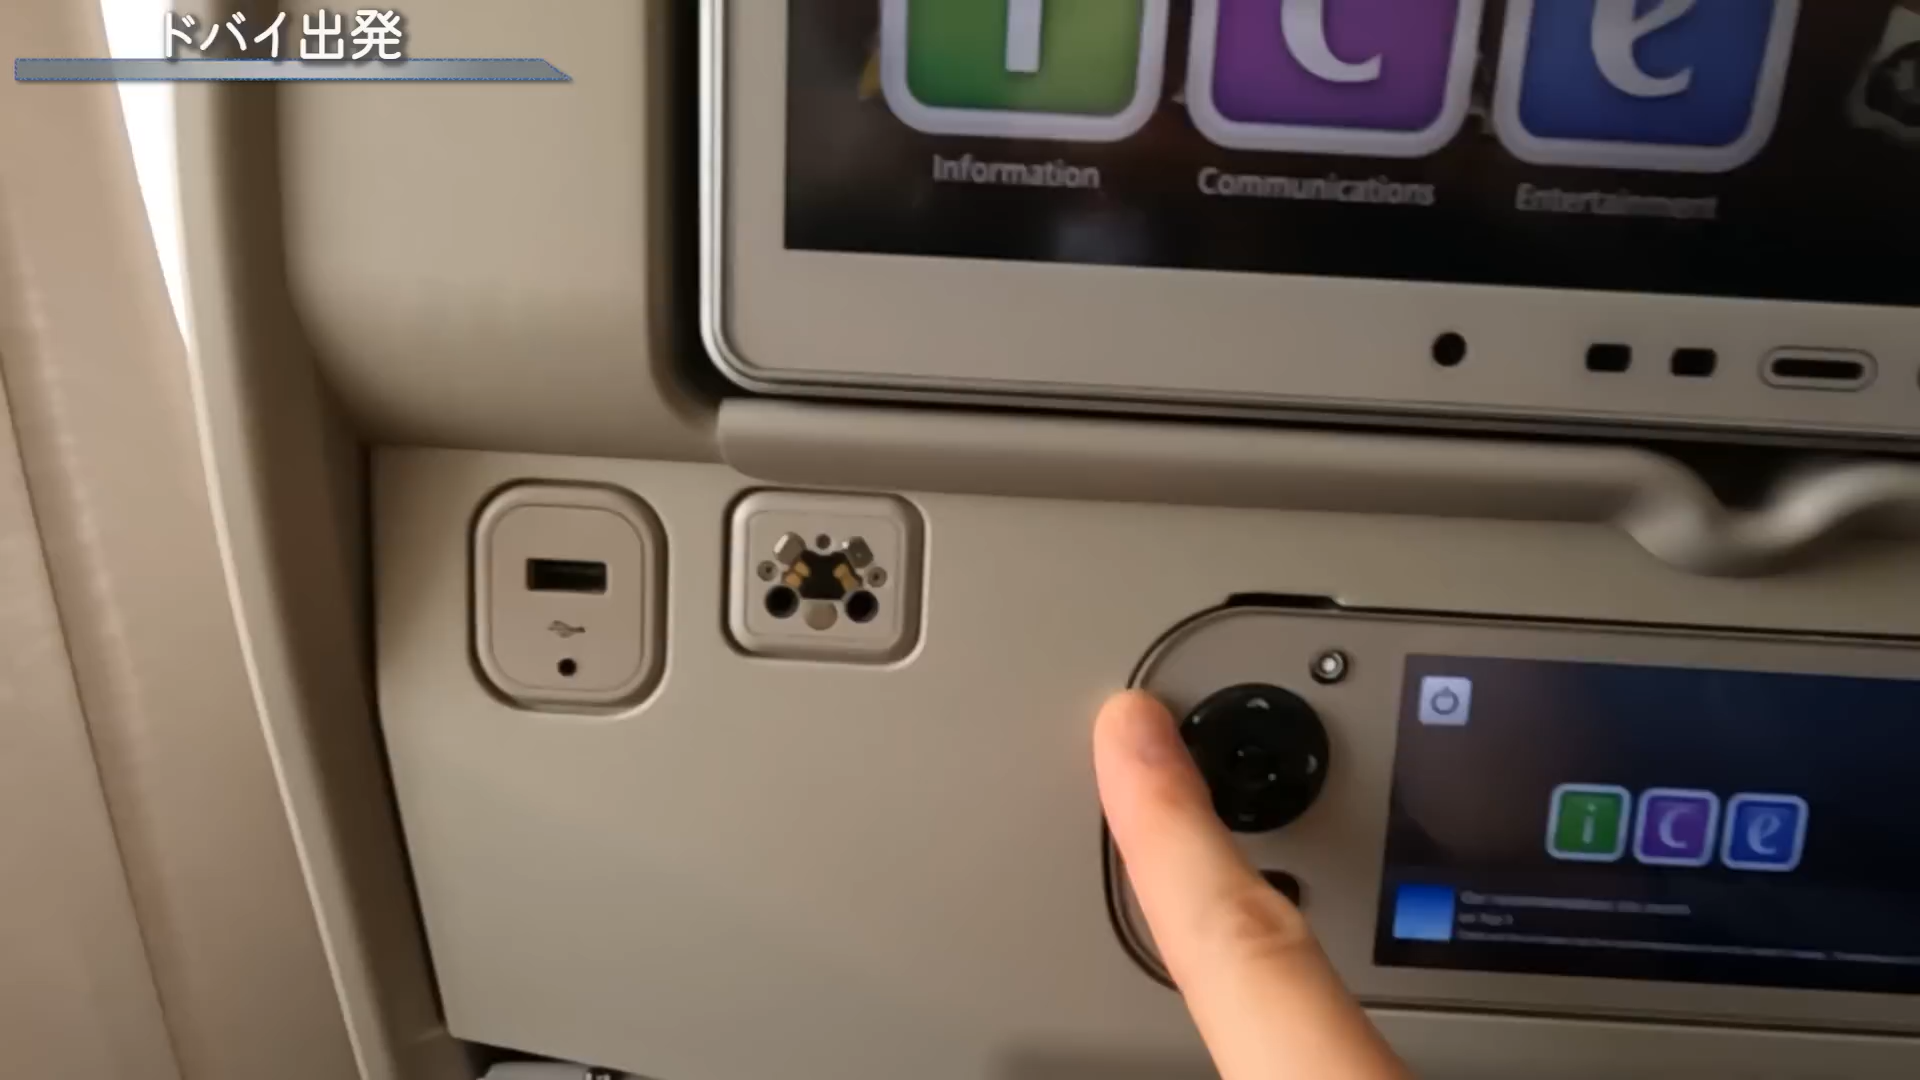 ドバイ出発
i c e
Information Communications Entertainment
i c e